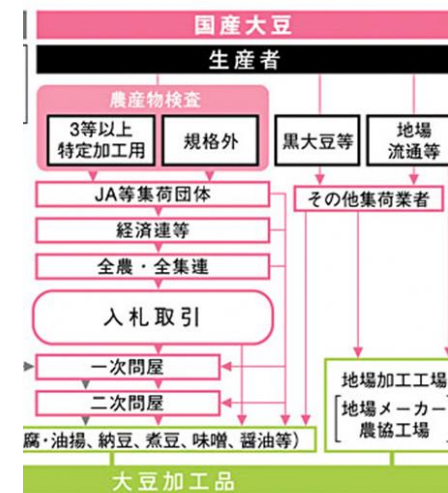 国産大豆
生産者
農産物検査
3等以上
特定加工用
規格外
黒大豆等
地場
流通等
JA等集荷団体
その他集荷業者
経済連等
全農・全集連
入札取引
一次問屋
二次問屋
地場加工工場
地場メーカー
農協工場
腐・油揚、納豆、煮豆、味噌、醤油等)
大豆加工品